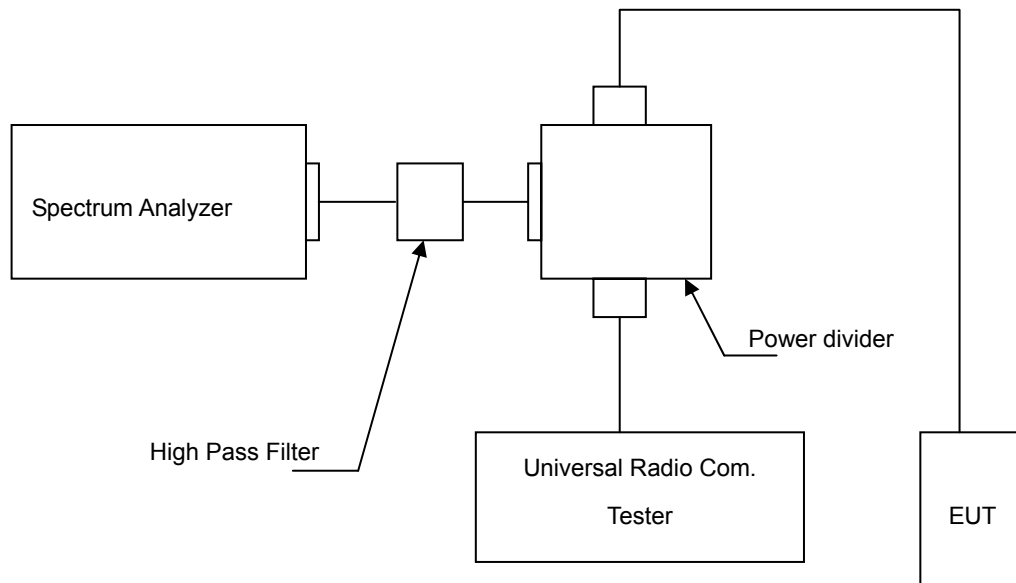 Spectrum Analyzer
Power divider
High Pass Filter
Universal Radio Com.
Tester
EUT